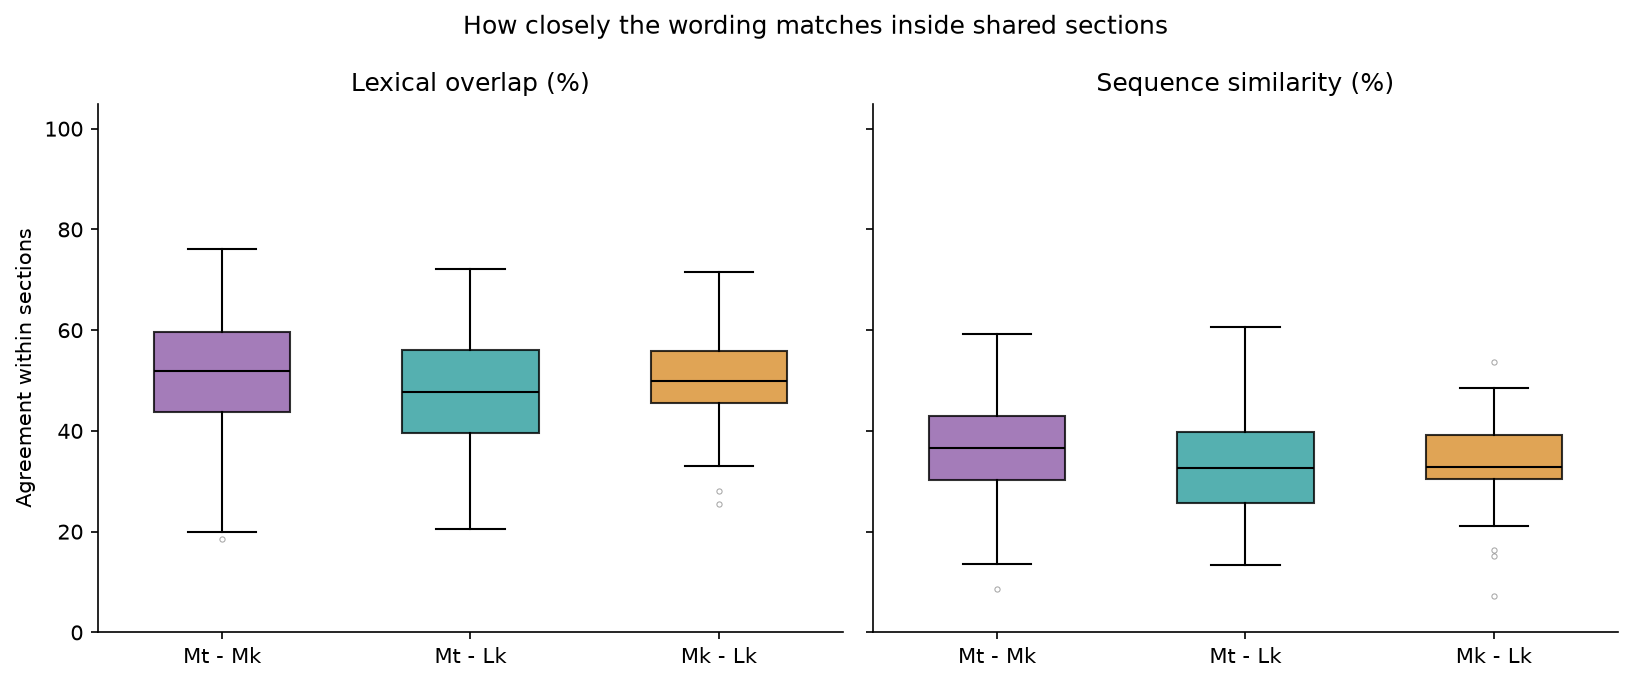 How closely the wording matches inside shared sections
Lexical overlap (%)
Sequence similarity (%)
Agreement within sections
100
80
60
40
20
0
Mt - Mk
Mt - Lk
Mk - Lk
Mt - Mk
Mt - Lk
Mk - Lk